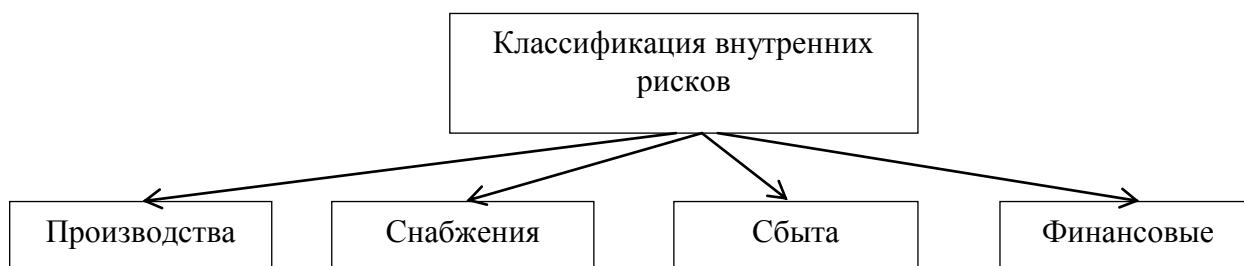 Классификация внутренних
рисков
Производства
Снабжения
Сбыта
Финансовые